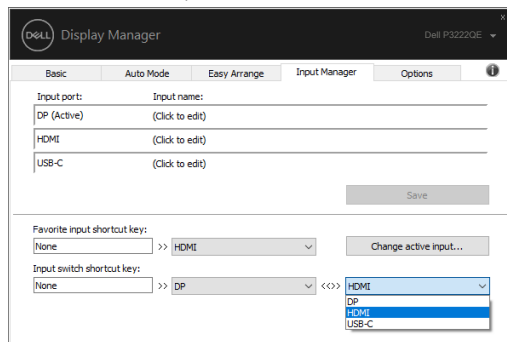 x
DELL Display Manager Dell P3222QE
Basic Auto Mode Easy Arrange Input Manager Options i
Input port: Input name:
DP (Active) (Click to edit)
HDMI (Click to edit)
USB-C (Click to edit)
Save
Favorite input shortcut key:
None >> HDMI Change active input...
Input switch shortcut key:
None >> DP <<>> HDMI
DP
HDMI
USB-C